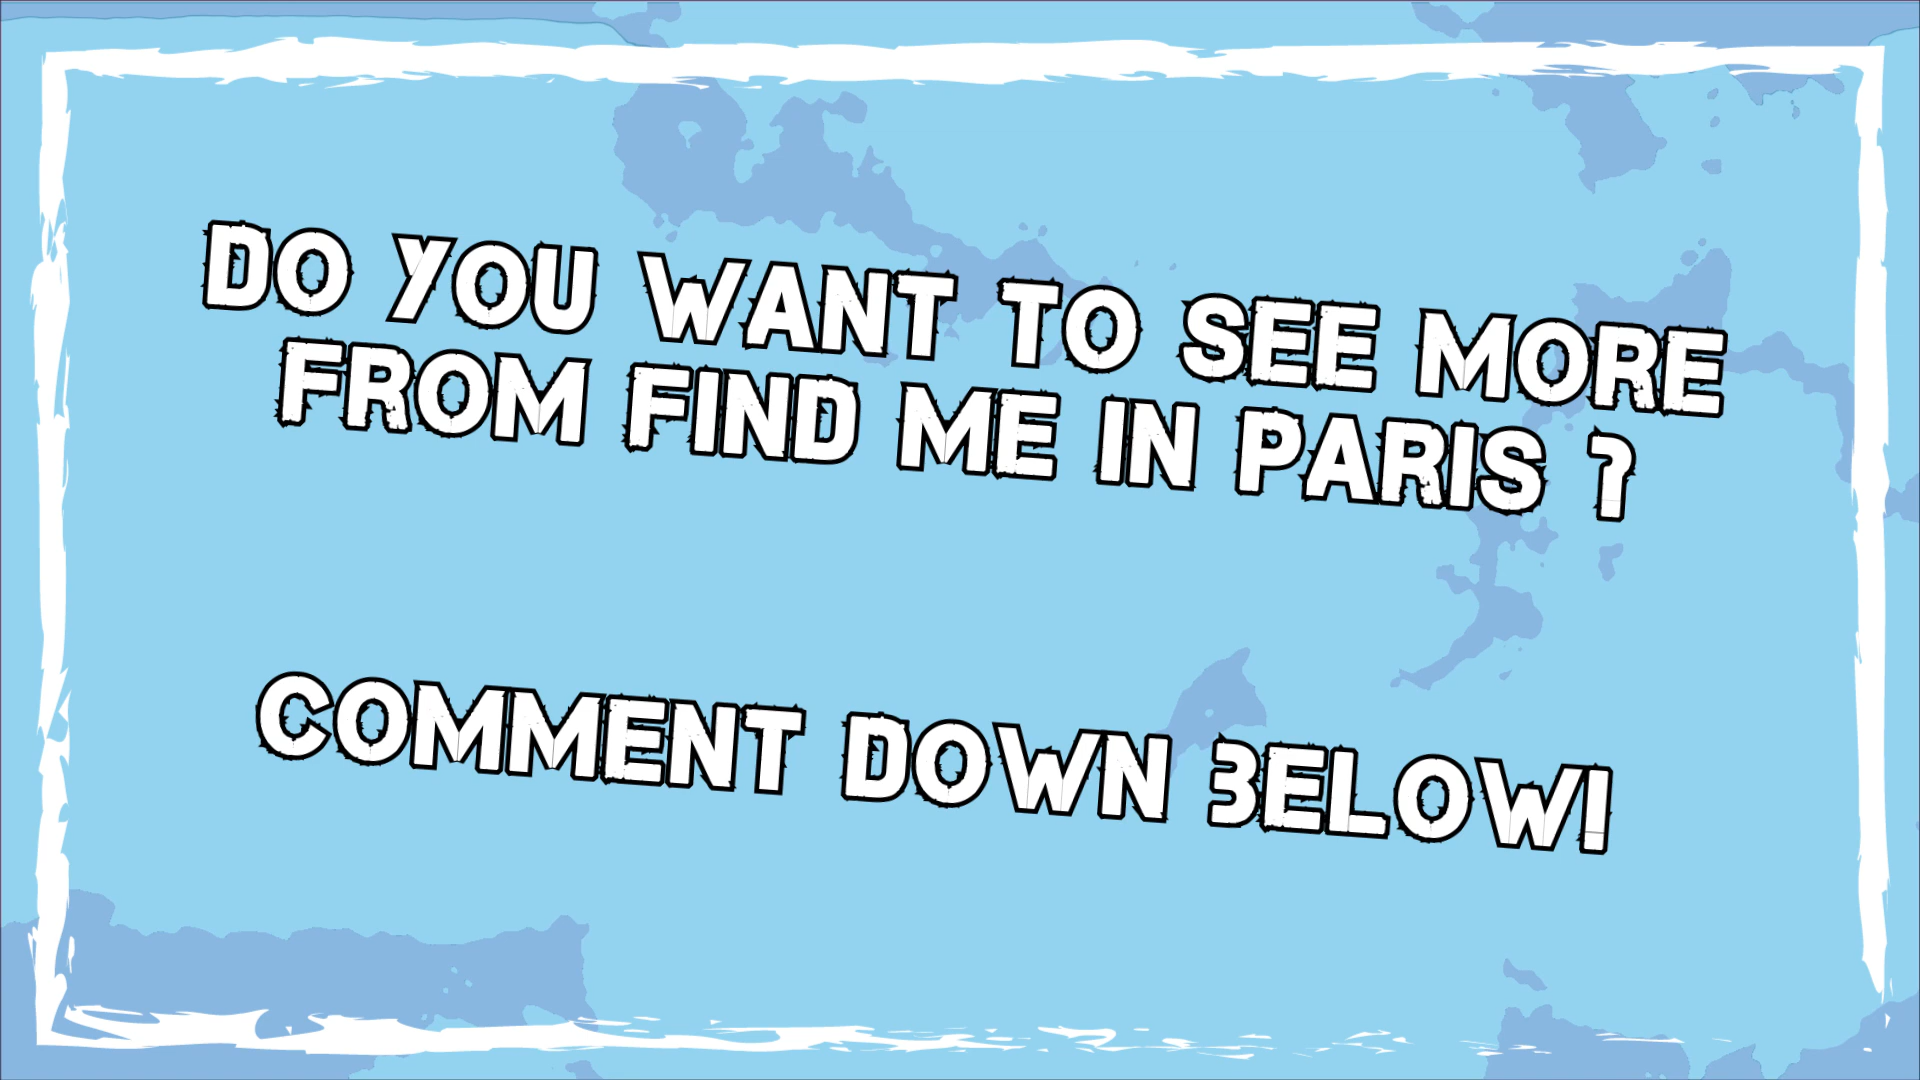 DO YOU WANT TO SEE MORE
FROM FIND ME IN PARIS ?
COMMENT DOWN BELOW!